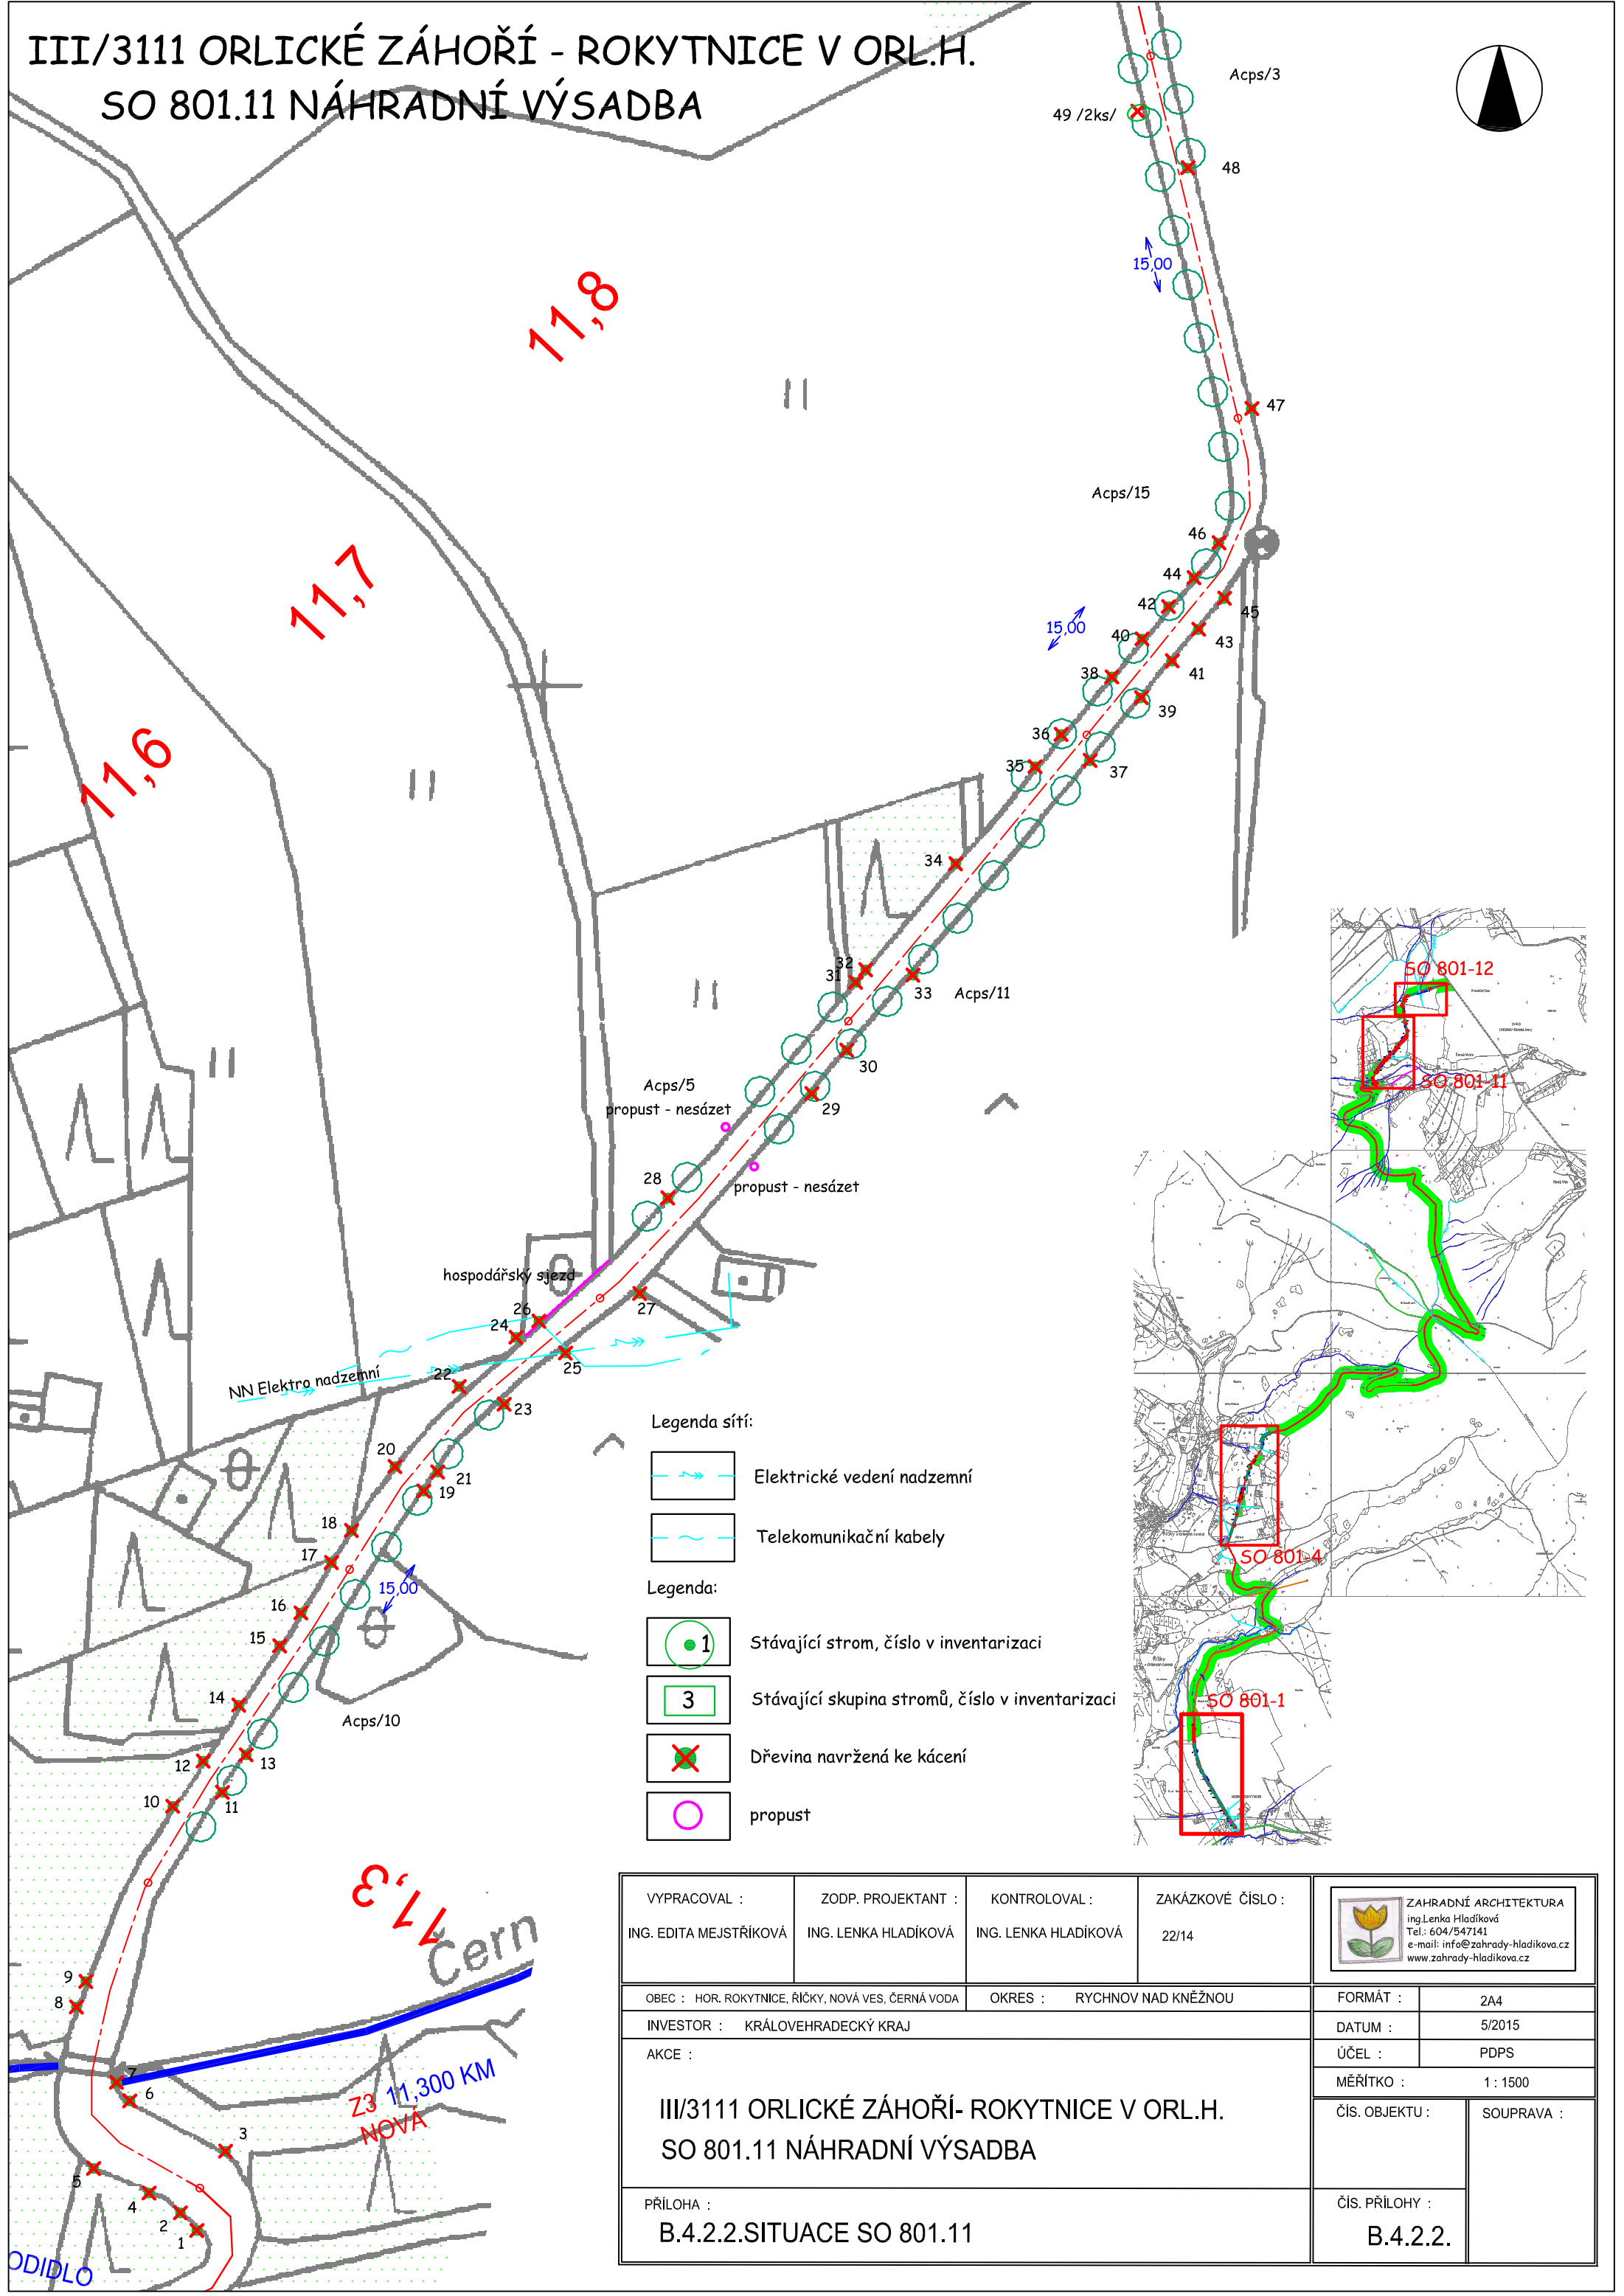 III/3111 ORLICKÉ ZÁHOŘÍ - ROKYTNICE V ORL.H.
SO 801.11 NÁHRADNÍ VÝSADBA
Acps/3
49 /2ks/
48
15,00
11,8
47
Acps/15
46
44
42
45
15,00
40
43
11,7
38
41
39
36
35
37
11,6
34
32
31
33
Acps/11
30
Acps/5
propust - nesázet
29
28
propust - nesázet
hospodářský sjezd
26
27
24
25
22
NN Elektro nadzemní
23
20
21
19
18
17
15,00
16
15
14
Acps/10
13
12
10
11
11,3
Čern
9
8
7
6
Z3 11,300 KM
NOVÁ
3
5
4
2
1
ODIDLO
SO 801-12
SO 801-11
SO 801-4
SO 801-1
Legenda sítí:
Elektrické vedení nadzemní
Telekomunikační kabely
Legenda:
1 Stávající strom, číslo v inventarizaci
3 Stávající skupina stromů, číslo v inventarizaci
Dřevina navržená ke kácení
propust
VYPRACOVAL : ZODP. PROJEKTANT : KONTROLOVAL : ZAKÁZKOVÉ ČÍSLO :
ING. EDITA MEJSTŘÍKOVÁ ING. LENKA HLADÍKOVÁ ING. LENKA HLADÍKOVÁ 22/14
ZAHRADNÍ ARCHITEKTURA
ing.Lenka Hladíková
Tel.: 604/547141
e-mail: info@zahrady-hladikova.cz
www.zahrady-hladikova.cz
OBEC : HOR. ROKYTNICE, ŘÍČKY, NOVÁ VES, ČERNÁ VODA OKRES : RYCHNOV NAD KNĚŽNOU
INVESTOR : KRÁLOVEHRADECKÝ KRAJ
AKCE :
III/3111 ORLICKÉ ZÁHOŘÍ- ROKYTNICE V ORL.H.
SO 801.11 NÁHRADNÍ VÝSADBA
PŘÍLOHA :
B.4.2.2.SITUACE SO 801.11
FORMÁT : 2A4
DATUM : 5/2015
ÚČEL : PDPS
MĚŘÍTKO : 1 : 1500
ČÍS. OBJEKTU : SOUPRAVA :
ČÍS. PŘÍLOHY :
B.4.2.2.